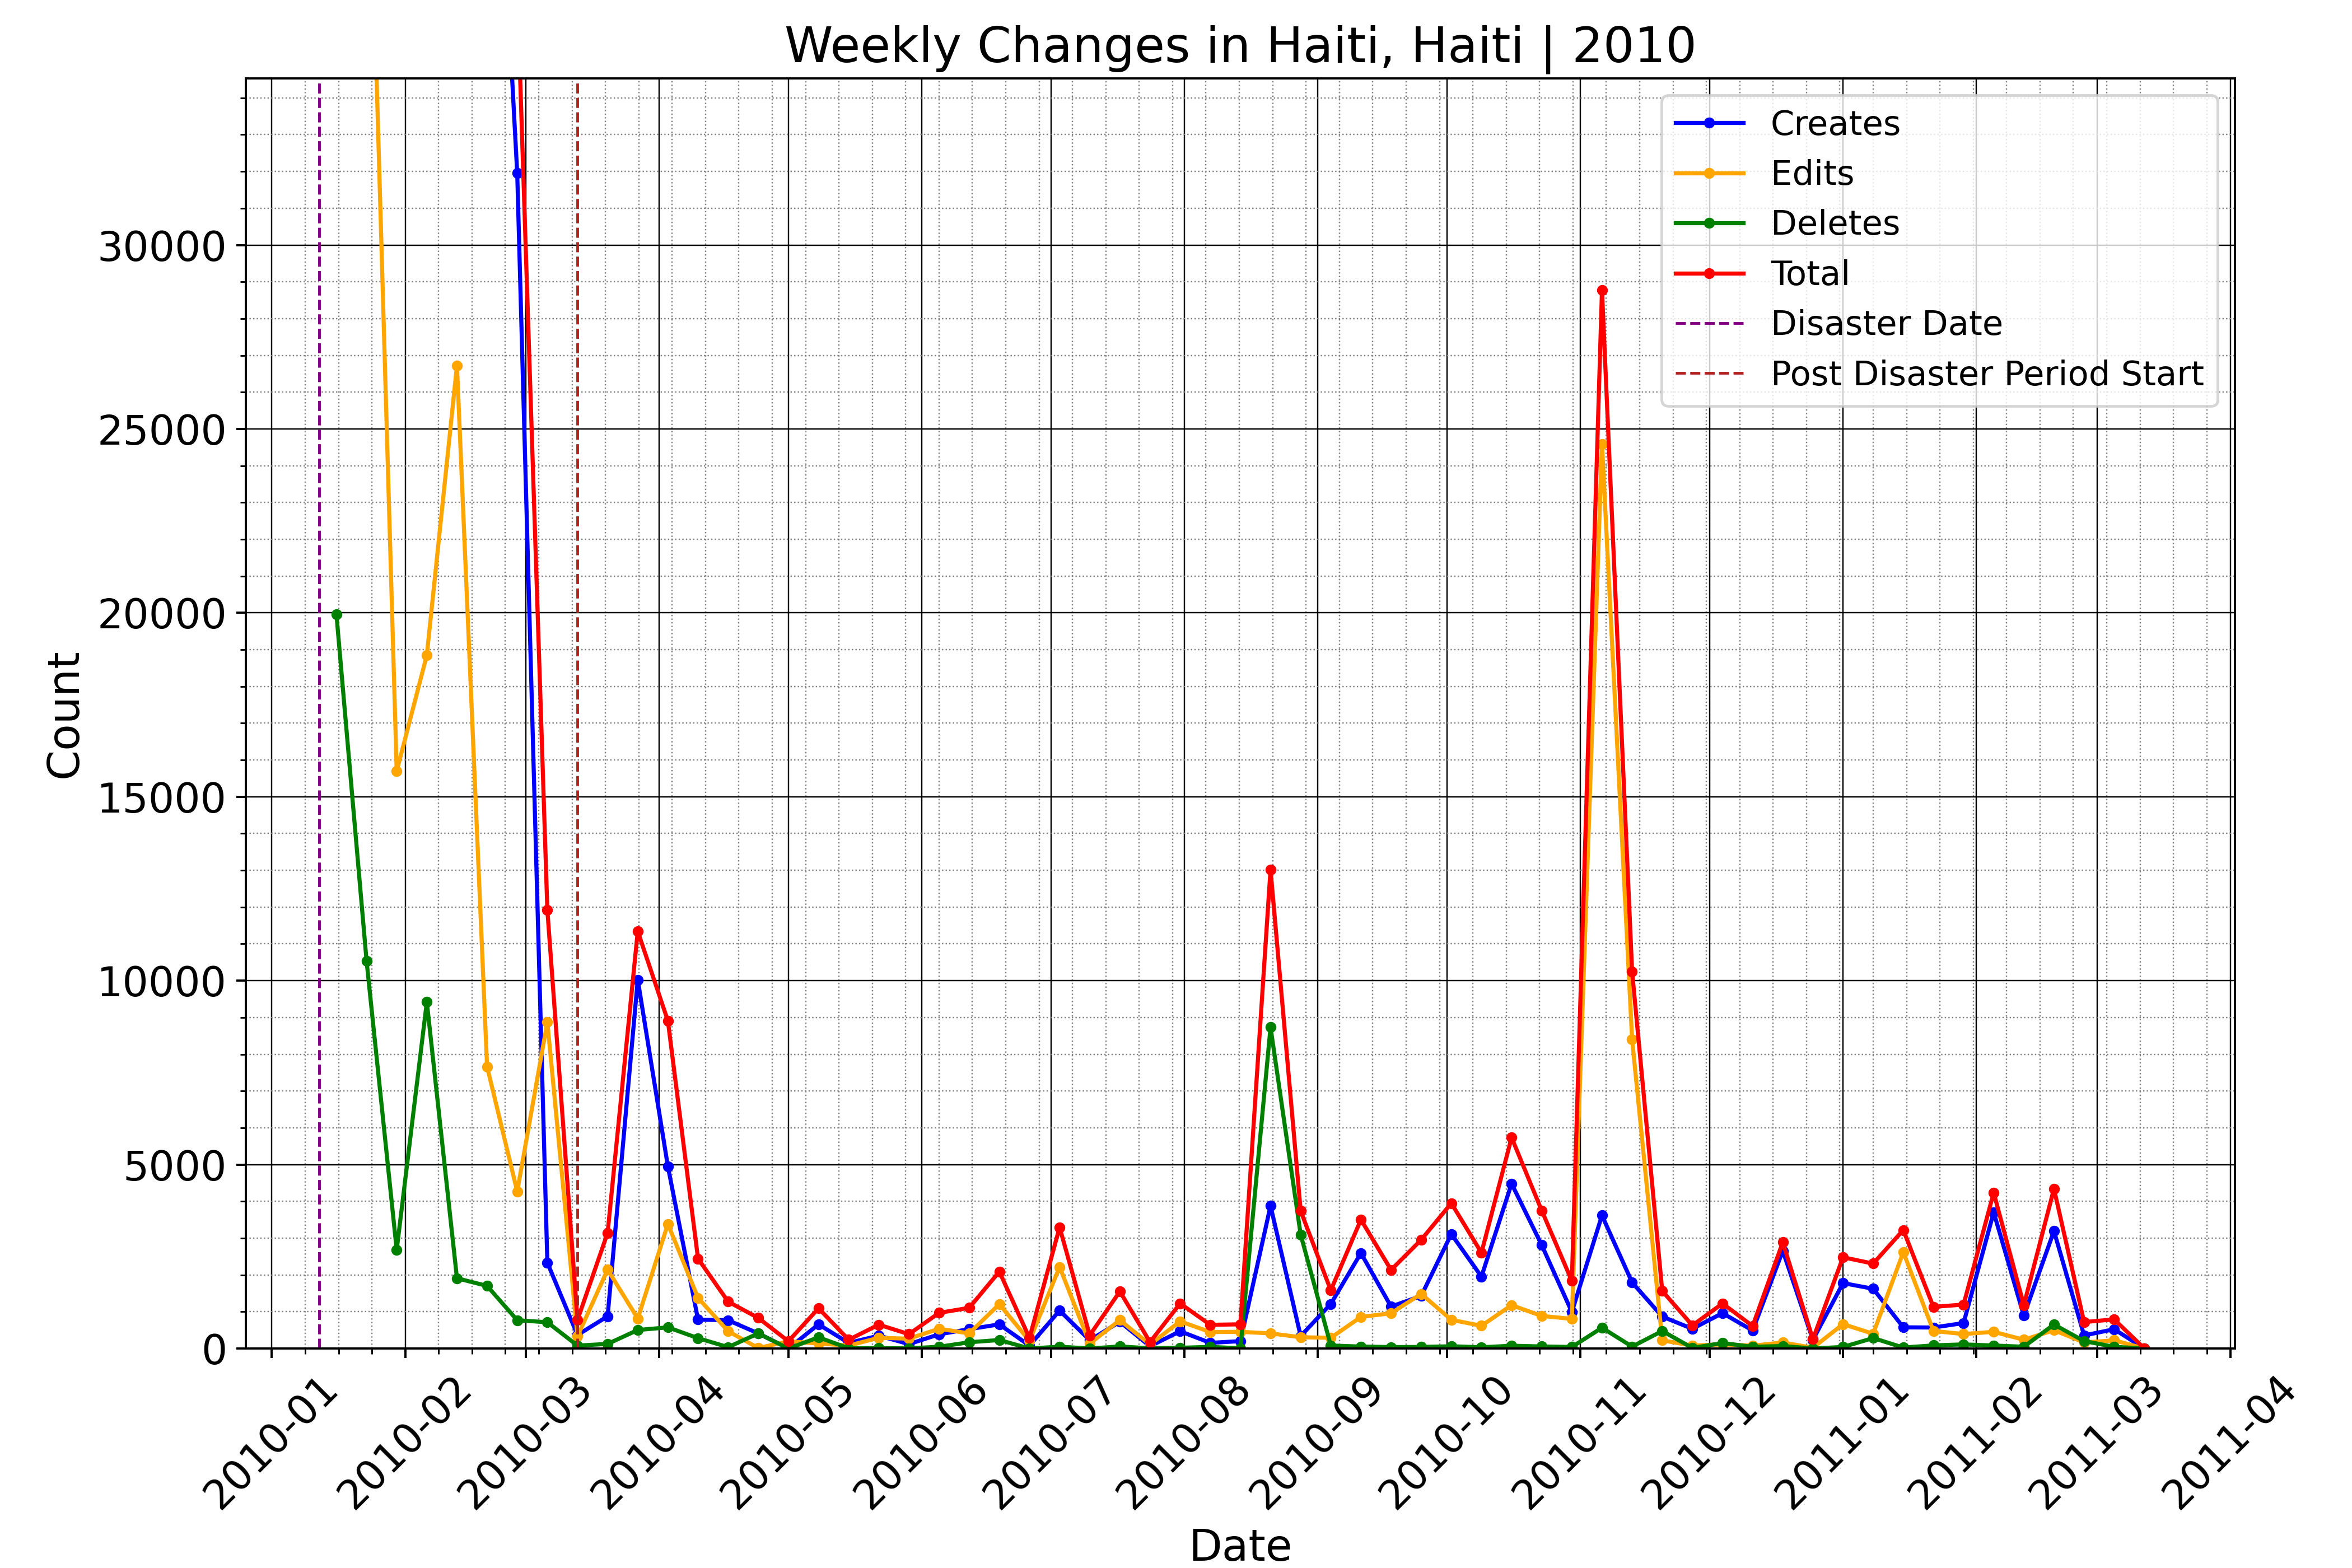 Weekly Changes in Haiti, Haiti | 2010
Creates
Edits
Deletes
Total
Disaster Date
Post Disaster Period Start
Count
30000
25000
20000
15000
10000
5000
0
2010-01
2010-02
2010-03
2010-04
2010-05
2010-06
2010-07
2010-08
2010-09
2010-10
2010-11
2010-12
2011-01
2011-02
2011-03
2011-04
Date